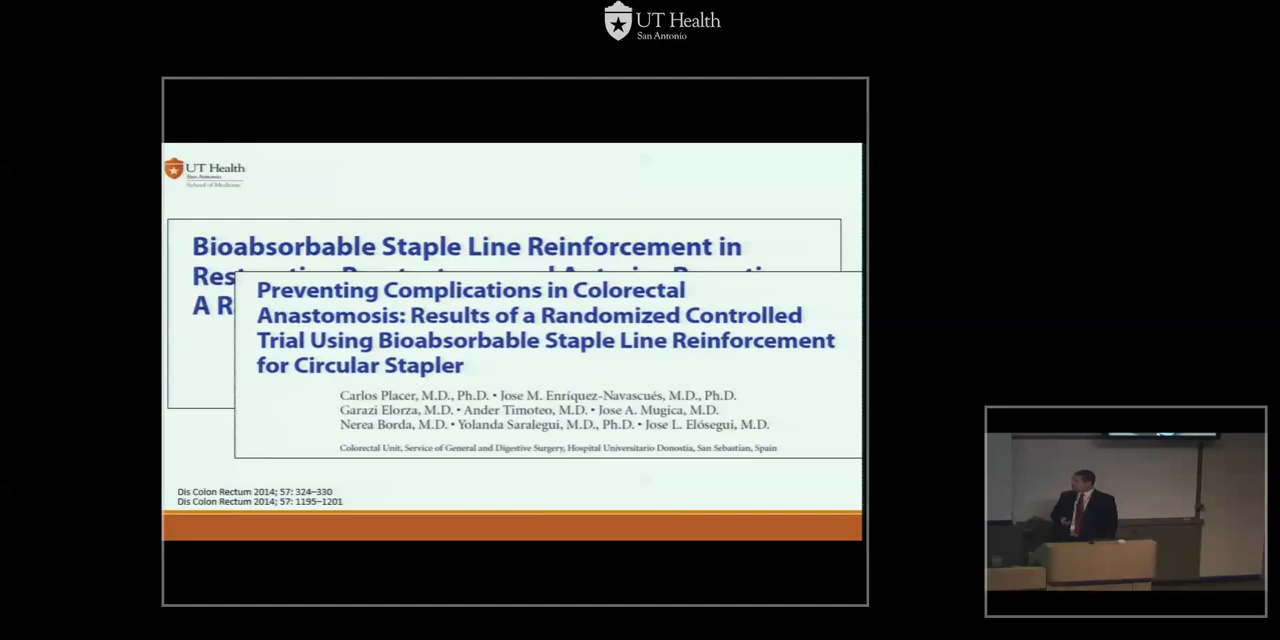 UT Health
San Antonio
UT Health
San Antonio
School of Medicine
Bioabsorbable Staple Line Reinforcement in
A R
Preventing Complications in Colorectal
Anastomosis: Results of a Randomized Controlled
Trial Using Bioabsorbable Staple Line Reinforcement
for Circular Stapler
Carlos Placer, M.D., Ph.D. • Jose M. Enríquez-Navascués, M.D., Ph.D.
Garazi Elorza, M.D. • Ander Timoteo, M.D. • Jose A. Mugica, M.D.
Nerea Borda, M.D. • Yolanda Saralegui, M.D., Ph.D. • Jose L. Elósegui, M.D.
Colorectal Unit, Service of General and Digestive Surgery, Hospital Universitario Donostia, San Sebastian, Spain
Dis Colon Rectum 2014; 57: 324–330
Dis Colon Rectum 2014; 57: 1195–1201